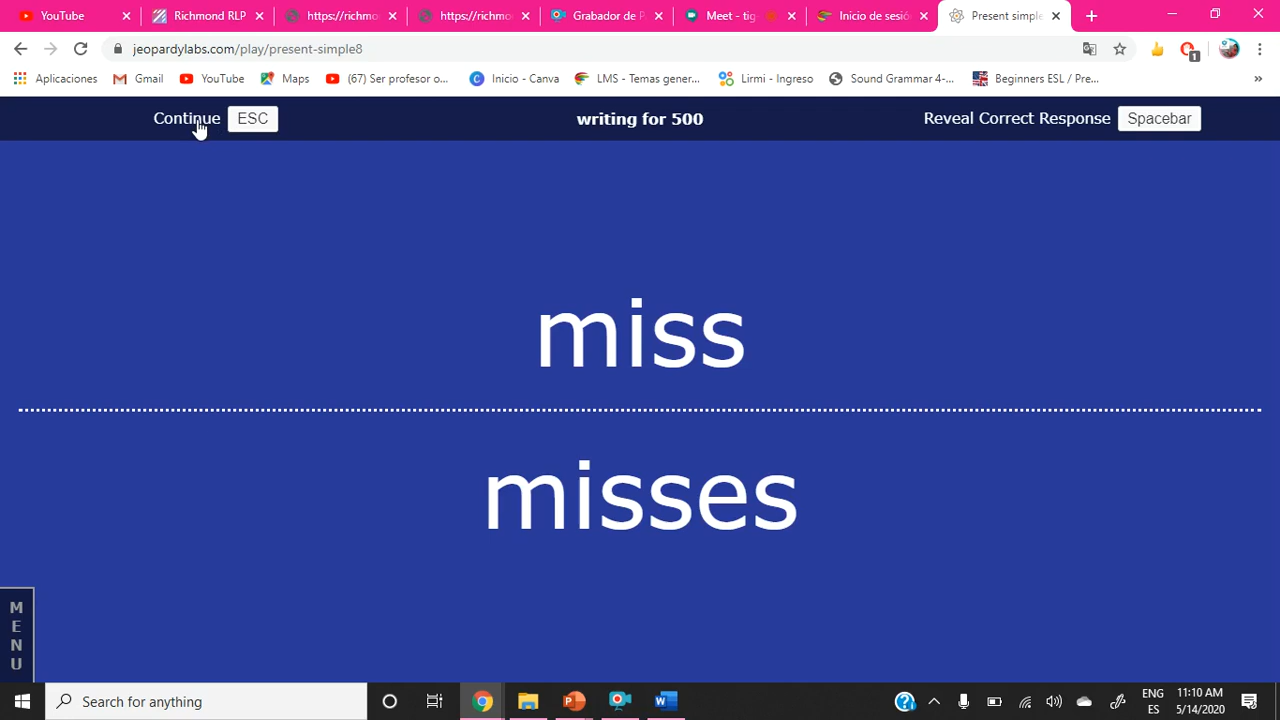 YouTube
Richmond RLP
https://richmo
https://richmo
Grabador de P
Meet - tig
Inicio de sesió
Present simple
jeopardylabs.com/play/present-simple8
1
Aplicaciones
Gmail
YouTube
Maps
(67) Ser profesor o...
Inicio - Canva
LMS - Temas gener...
Lirmi - Ingreso
Sound Grammar 4-...
Beginners ESL / Pre...
Continue ESC
writing for 500
Reveal Correct Response Spacebar
miss
misses
MENU
Search for anything
ENG
ES
11:10 AM
5/14/2020